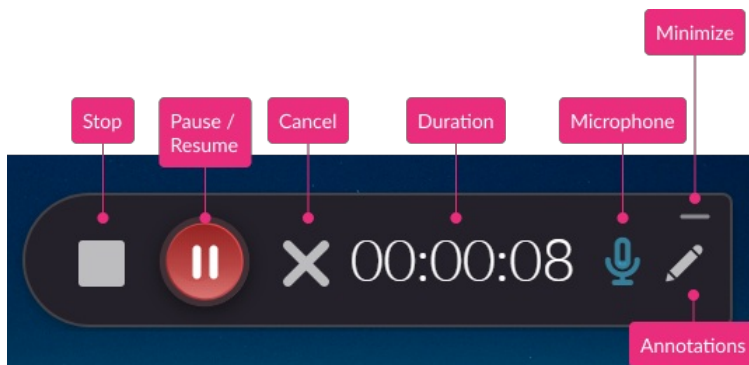 Minimize
Stop
Pause /
Resume
Cancel
Duration
Microphone
00:00:08
Annotations